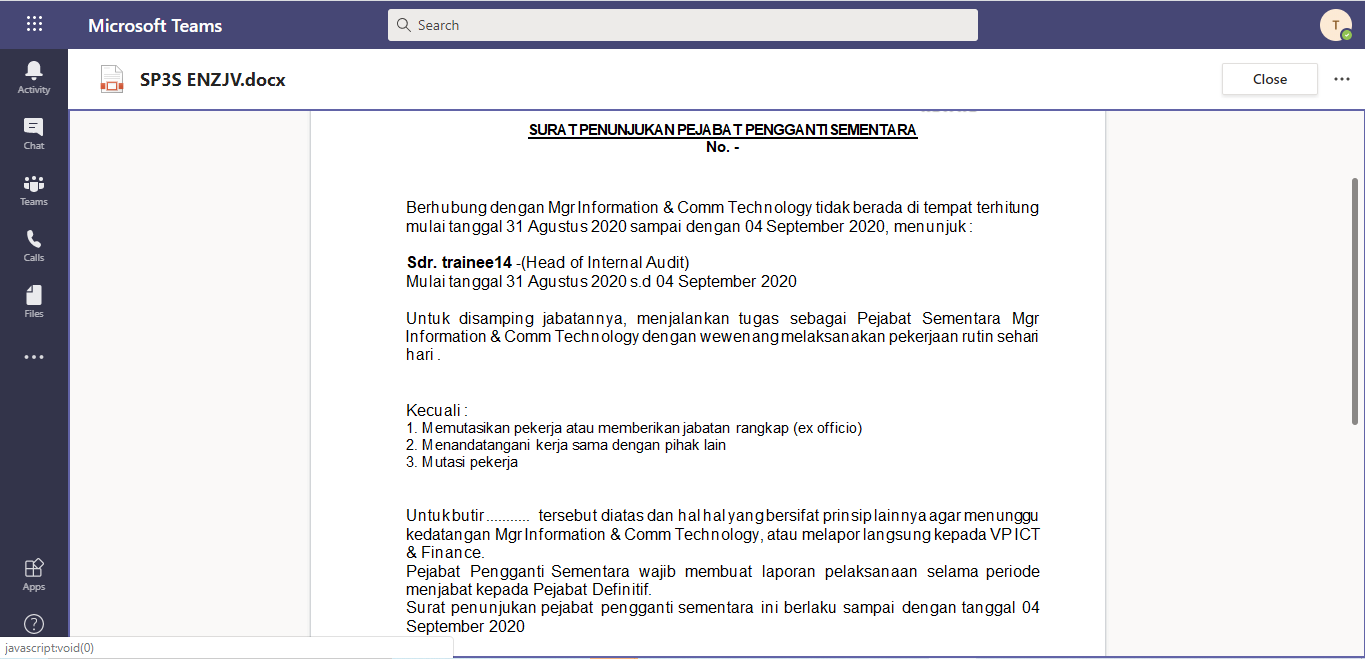 Microsoft Teams
Search
T
Activity
Chat
Teams
Calls
Files
Apps
SP3S ENZJV.docx
Close
SURAT PENUNJUKAN PEJABAT PENGGANTI SEMENTARA
No. -
Berhubung dengan Mgr Information & Comm Technology tidak berada di tempat terhitung
mulai tanggal 31 Agustus 2020 sampai dengan 04 September 2020, menunjuk :
Sdr. trainee14 -(Head of Internal Audit)
Mulai tanggal 31 Agustus 2020 s.d 04 September 2020
Untuk disamping jabatannya, menjalankan tugas sebagai Pejabat Sementara Mgr
Information & Comm Technology dengan wewenang melaksanakan pekerjaan rutin sehari
hari .
Kecuali :
1. Memutasikan pekerja atau memberikan jabatan rangkap (ex officio)
2. Menandatangani kerja sama dengan pihak lain
3. Mutasi pekerja
Untuk butir ........... tersebut diatas dan hal hal yang bersifat prinsip lainnya agar menunggu
kedatangan Mgr Information & Comm Technology, atau melapor langsung kepada VP ICT
& Finance.
Pejabat Pengganti Sementara wajib membuat laporan pelaksanaan selama periode
menjabat kepada Pejabat Definitif.
Surat penunjukan pejabat pengganti sementara ini berlaku sampai dengan tanggal 04
September 2020
javascript:void(0)